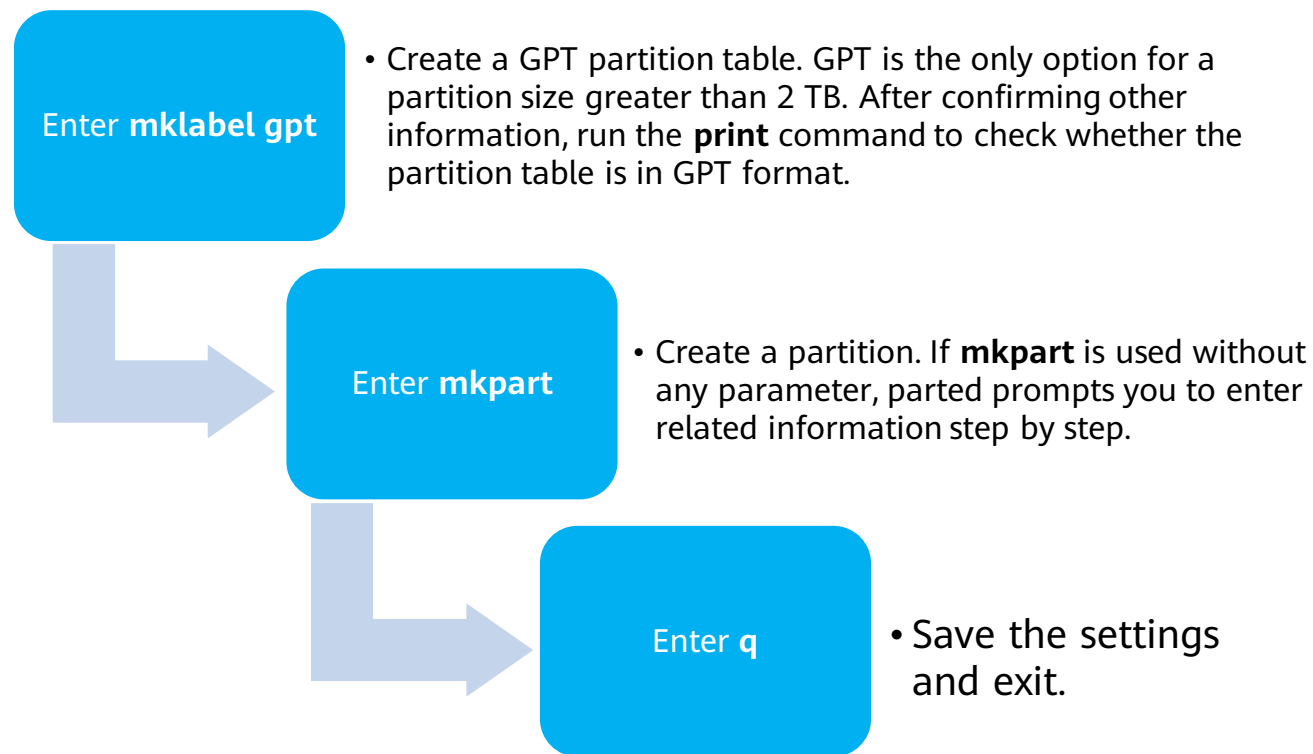 Enter mklabel gpt
• Create a GPT partition table. GPT is the only option for a
partition size greater than 2 TB. After confirming other
information, run the print command to check whether the
partition table is in GPT format.
Enter mkpart
• Create a partition. If mkpart is used without
any parameter, parted prompts you to enter
related information step by step.
Enter q
• Save the settings
and exit.